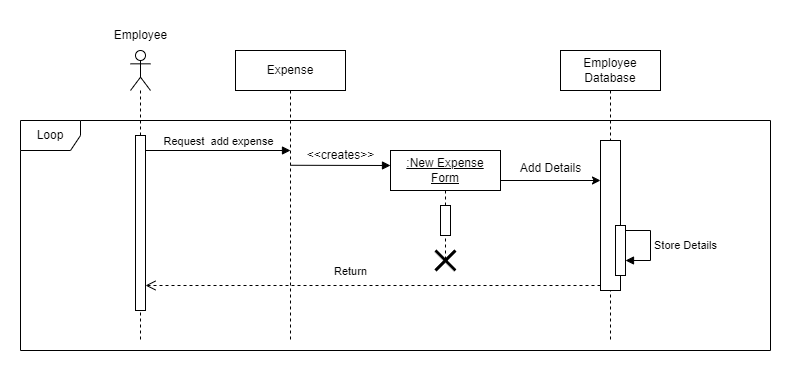 Employee
Expense
Employee
Database
Loop
Request add expense
<<creates>>
:New Expense
Form
Add Details
Store Details
Return